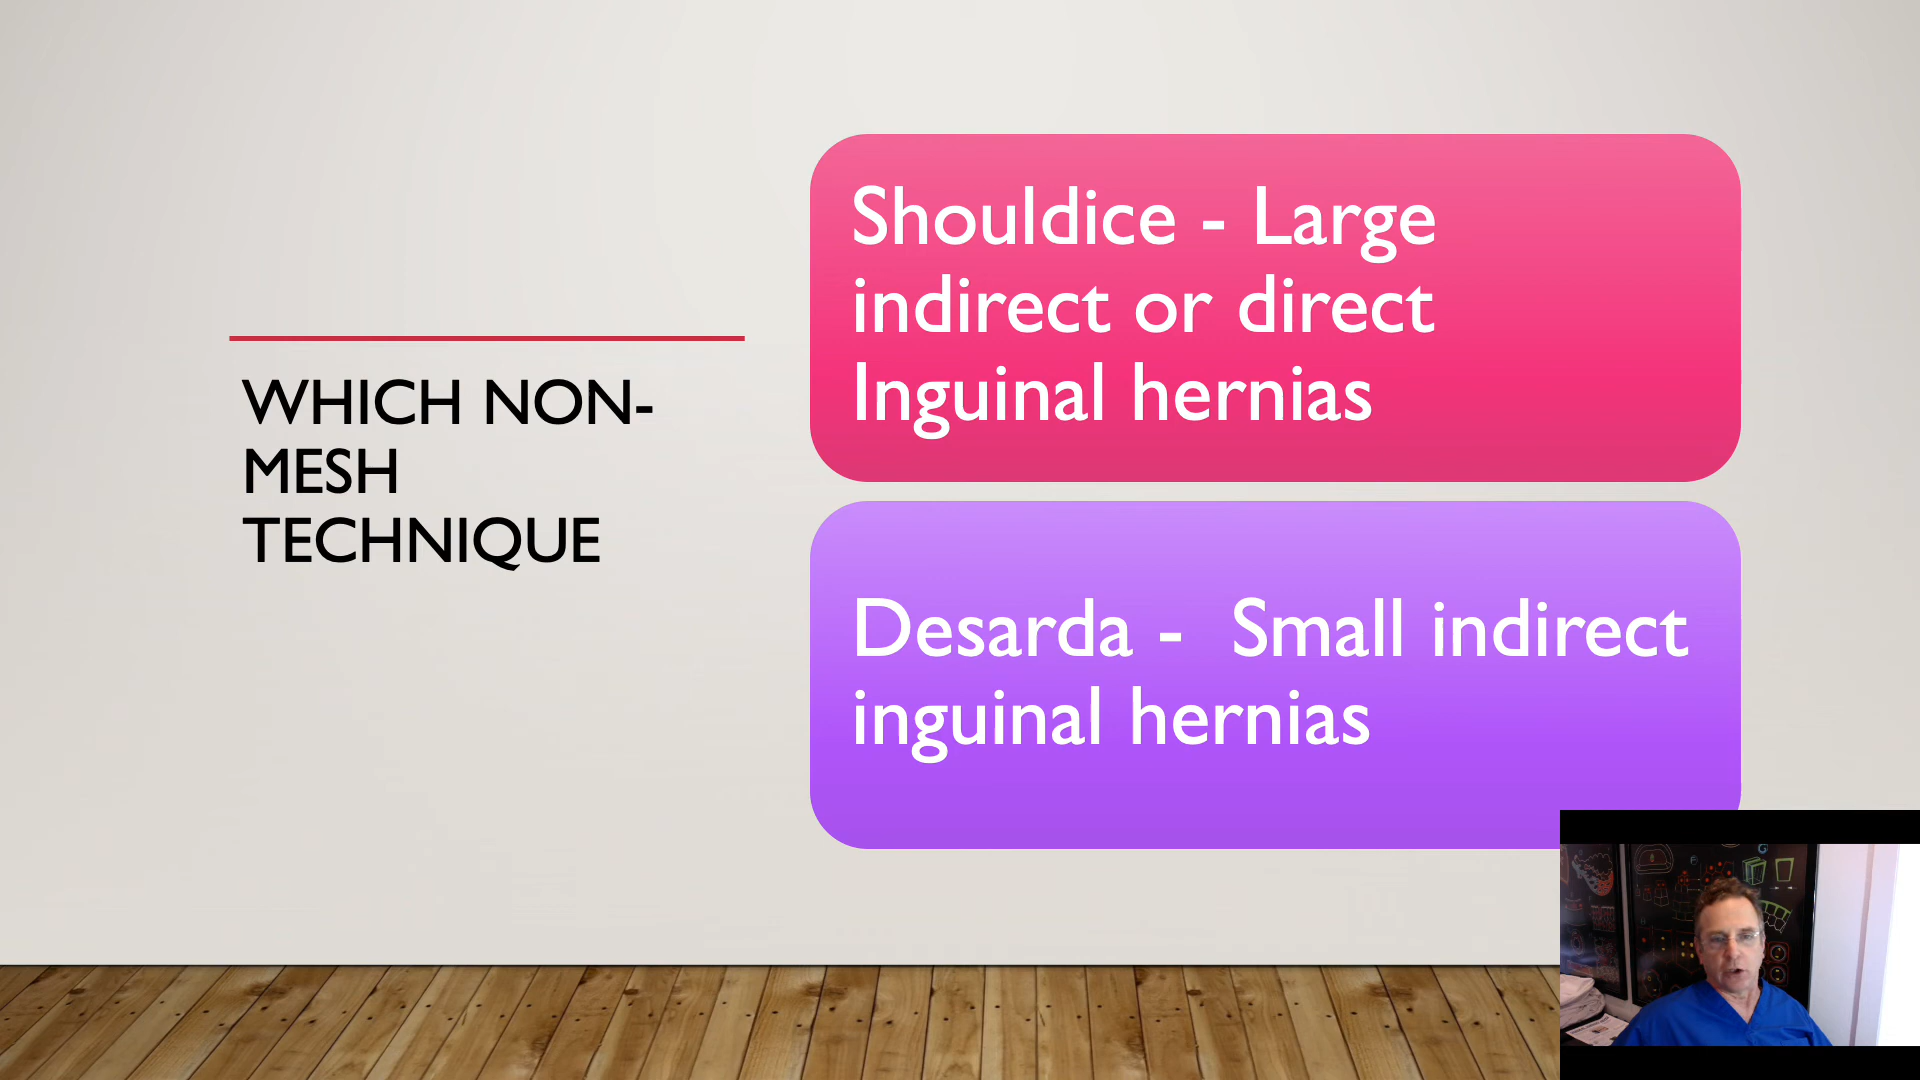 WHICH NON-
MESH
TECHNIQUE
Shouldice - Large
indirect or direct
Inguinal hernias
Desarda -  Small indirect
inguinal hernias